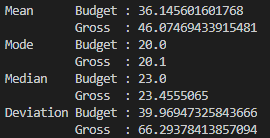 Mean Budget : 36.145601601768
Gross : 46.07469433915481
Mode Budget : 20.0
Gross : 20.1
Median Budget : 23.0
Gross : 23.4555065
Deviation Budget : 39.96947325843666
Gross : 66.29378413857094